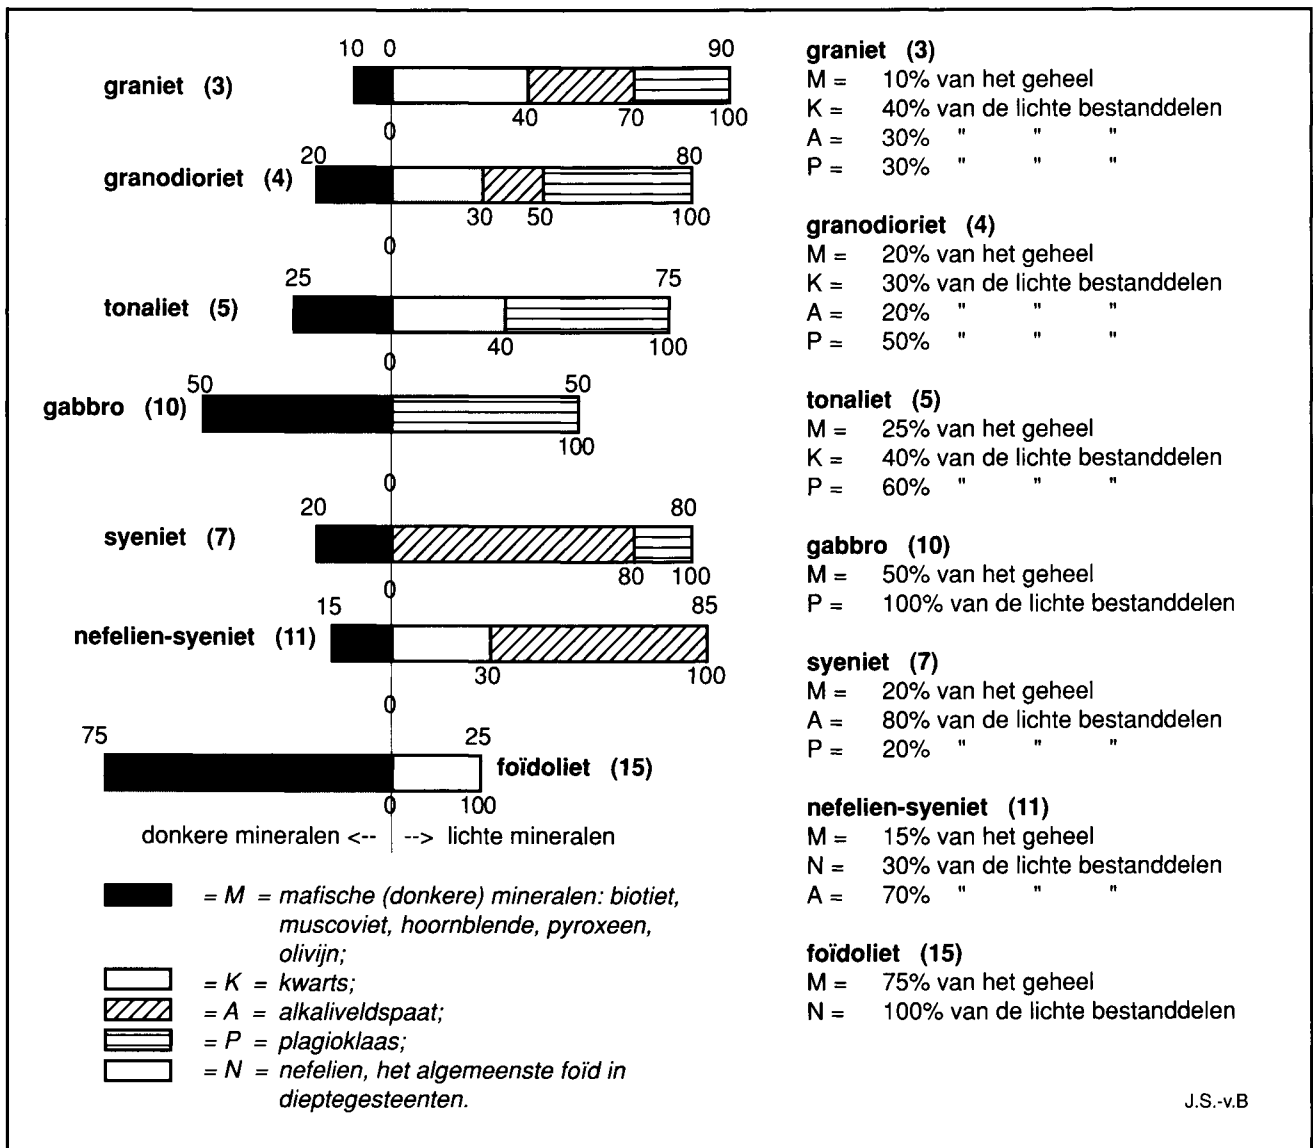 10 0 90
graniet (3)
40 70 100
0
20 80
granodioriet (4)
30 50 100
0
25 75
tonaliet (5)
40 100
0
50 50
gabbro (10)
100
0
20 80
syeniet (7)
80 100
0
15 85
nefelien-syeniet (11)
30 100
0
75 25
foïdoliet (15)
0 100
donkere mineralen <-- --> lichte mineralen
= M = mafische (donkere) mineralen: biotiet,
muscoviet, hoornblende, pyroxeen,
olivijn;
= K = kwarts;
= A = alkaliveldspaat;
= P = plagioklaas;
= N = nefelien, het algemeenste foïd in
dieptegesteenten.
graniet (3)
M = 10% van het geheel
K = 40% van de lichte bestanddelen
A = 30% " " "
P = 30% " " "
granodioriet (4)
M = 20% van het geheel
K = 30% van de lichte bestanddelen
A = 20% " " "
P = 50% " " "
tonaliet (5)
M = 25% van het geheel
K = 40% van de lichte bestanddelen
P = 60% " " "
gabbro (10)
M = 50% van het geheel
P = 100% van de lichte bestanddelen
syeniet (7)
M = 20% van het geheel
A = 80% van de lichte bestanddelen
P = 20% " " "
nefelien-syeniet (11)
M = 15% van het geheel
N = 30% van de lichte bestanddelen
A = 70% " " "
foïdoliet (15)
M = 75% van het geheel
N = 100% van de lichte bestanddelen
J.S.-v.B